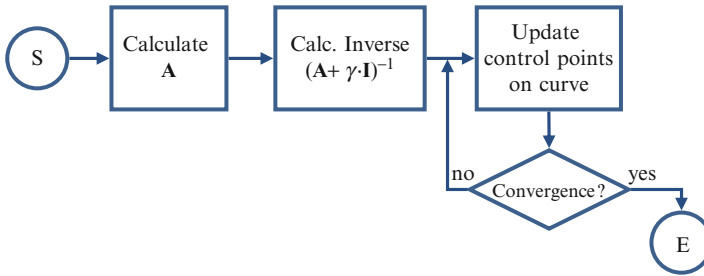 S
Calculate
A
Calc. Inverse
(A+ γ·I)⁻¹
Update
control points
on curve
no
Convergence?
yes
E